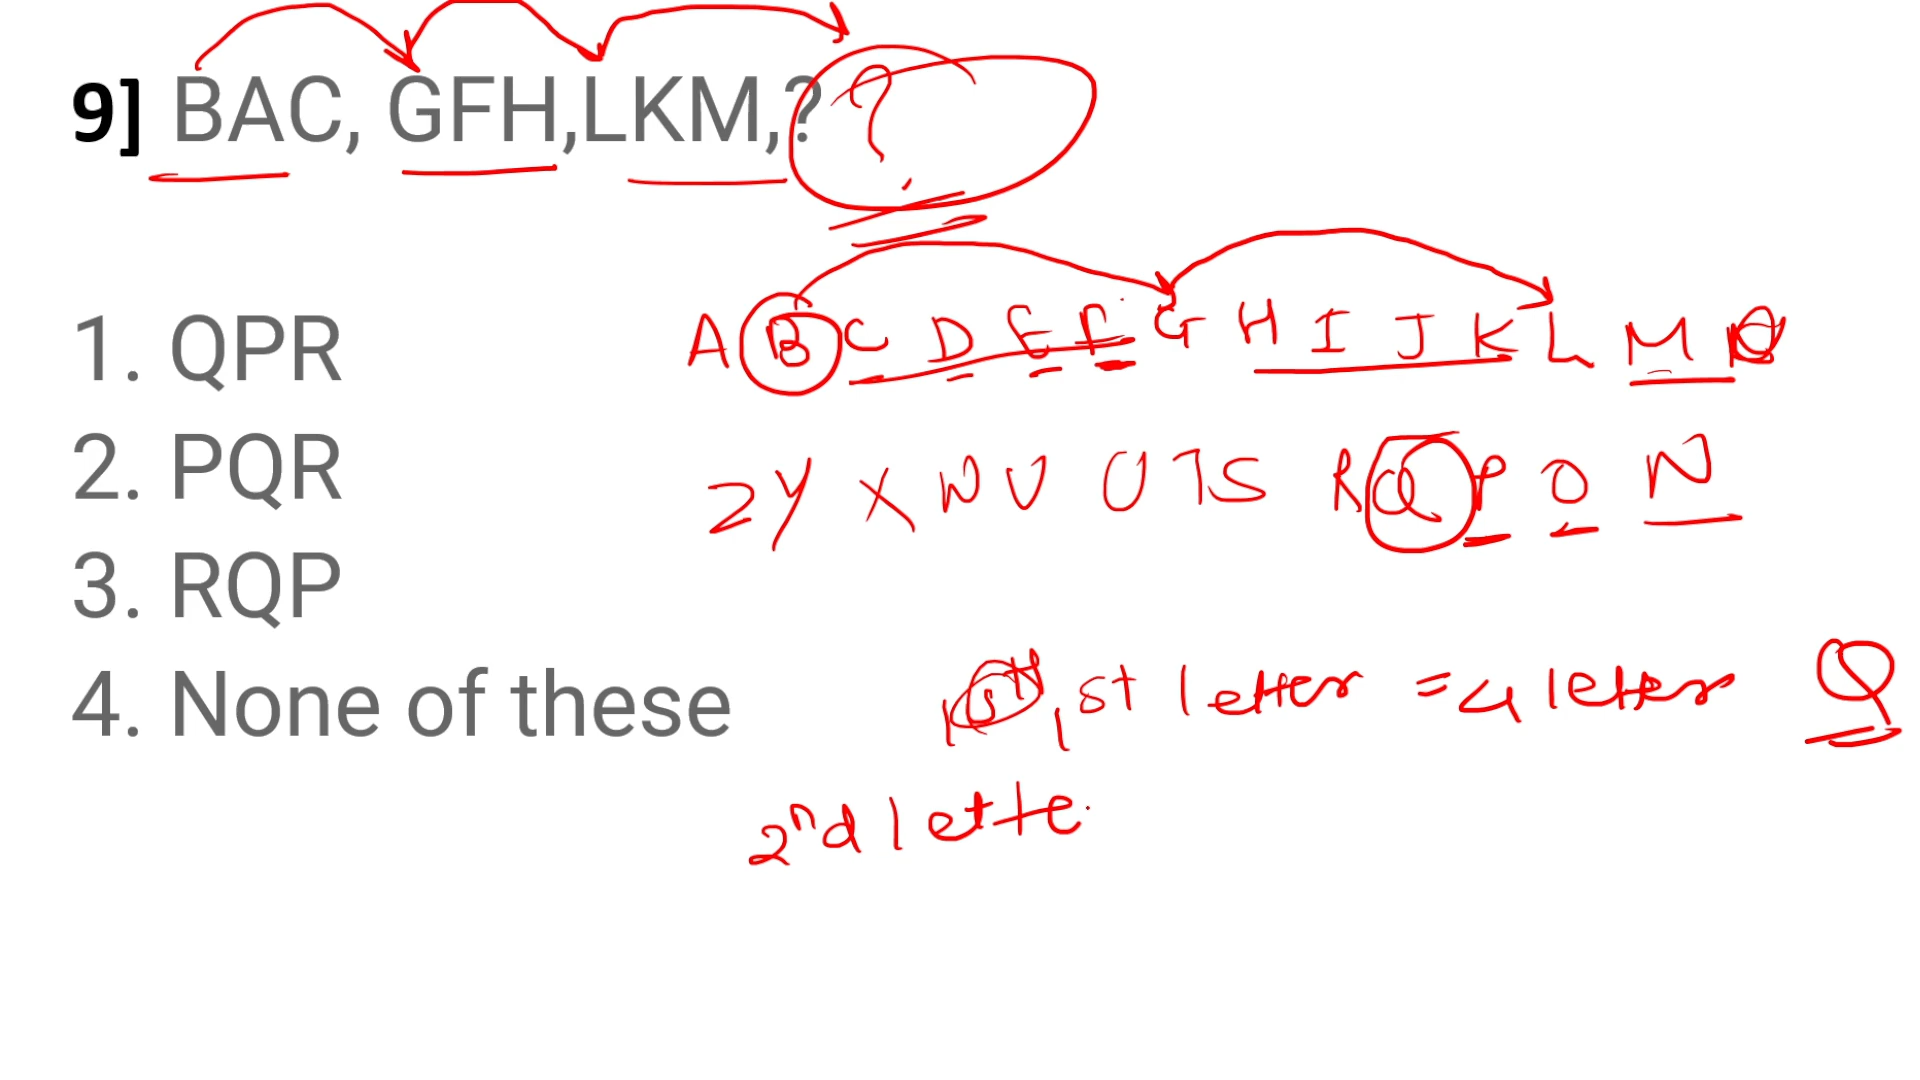 9] BAC, GFH,LKM,? ?
1. QPR
A B C D E F G H I J K L M
2. PQR
Z Y X W V U T S R Q P O N
3. RQP
4. None of these
1st letter = 4 letter Q
2nd lette